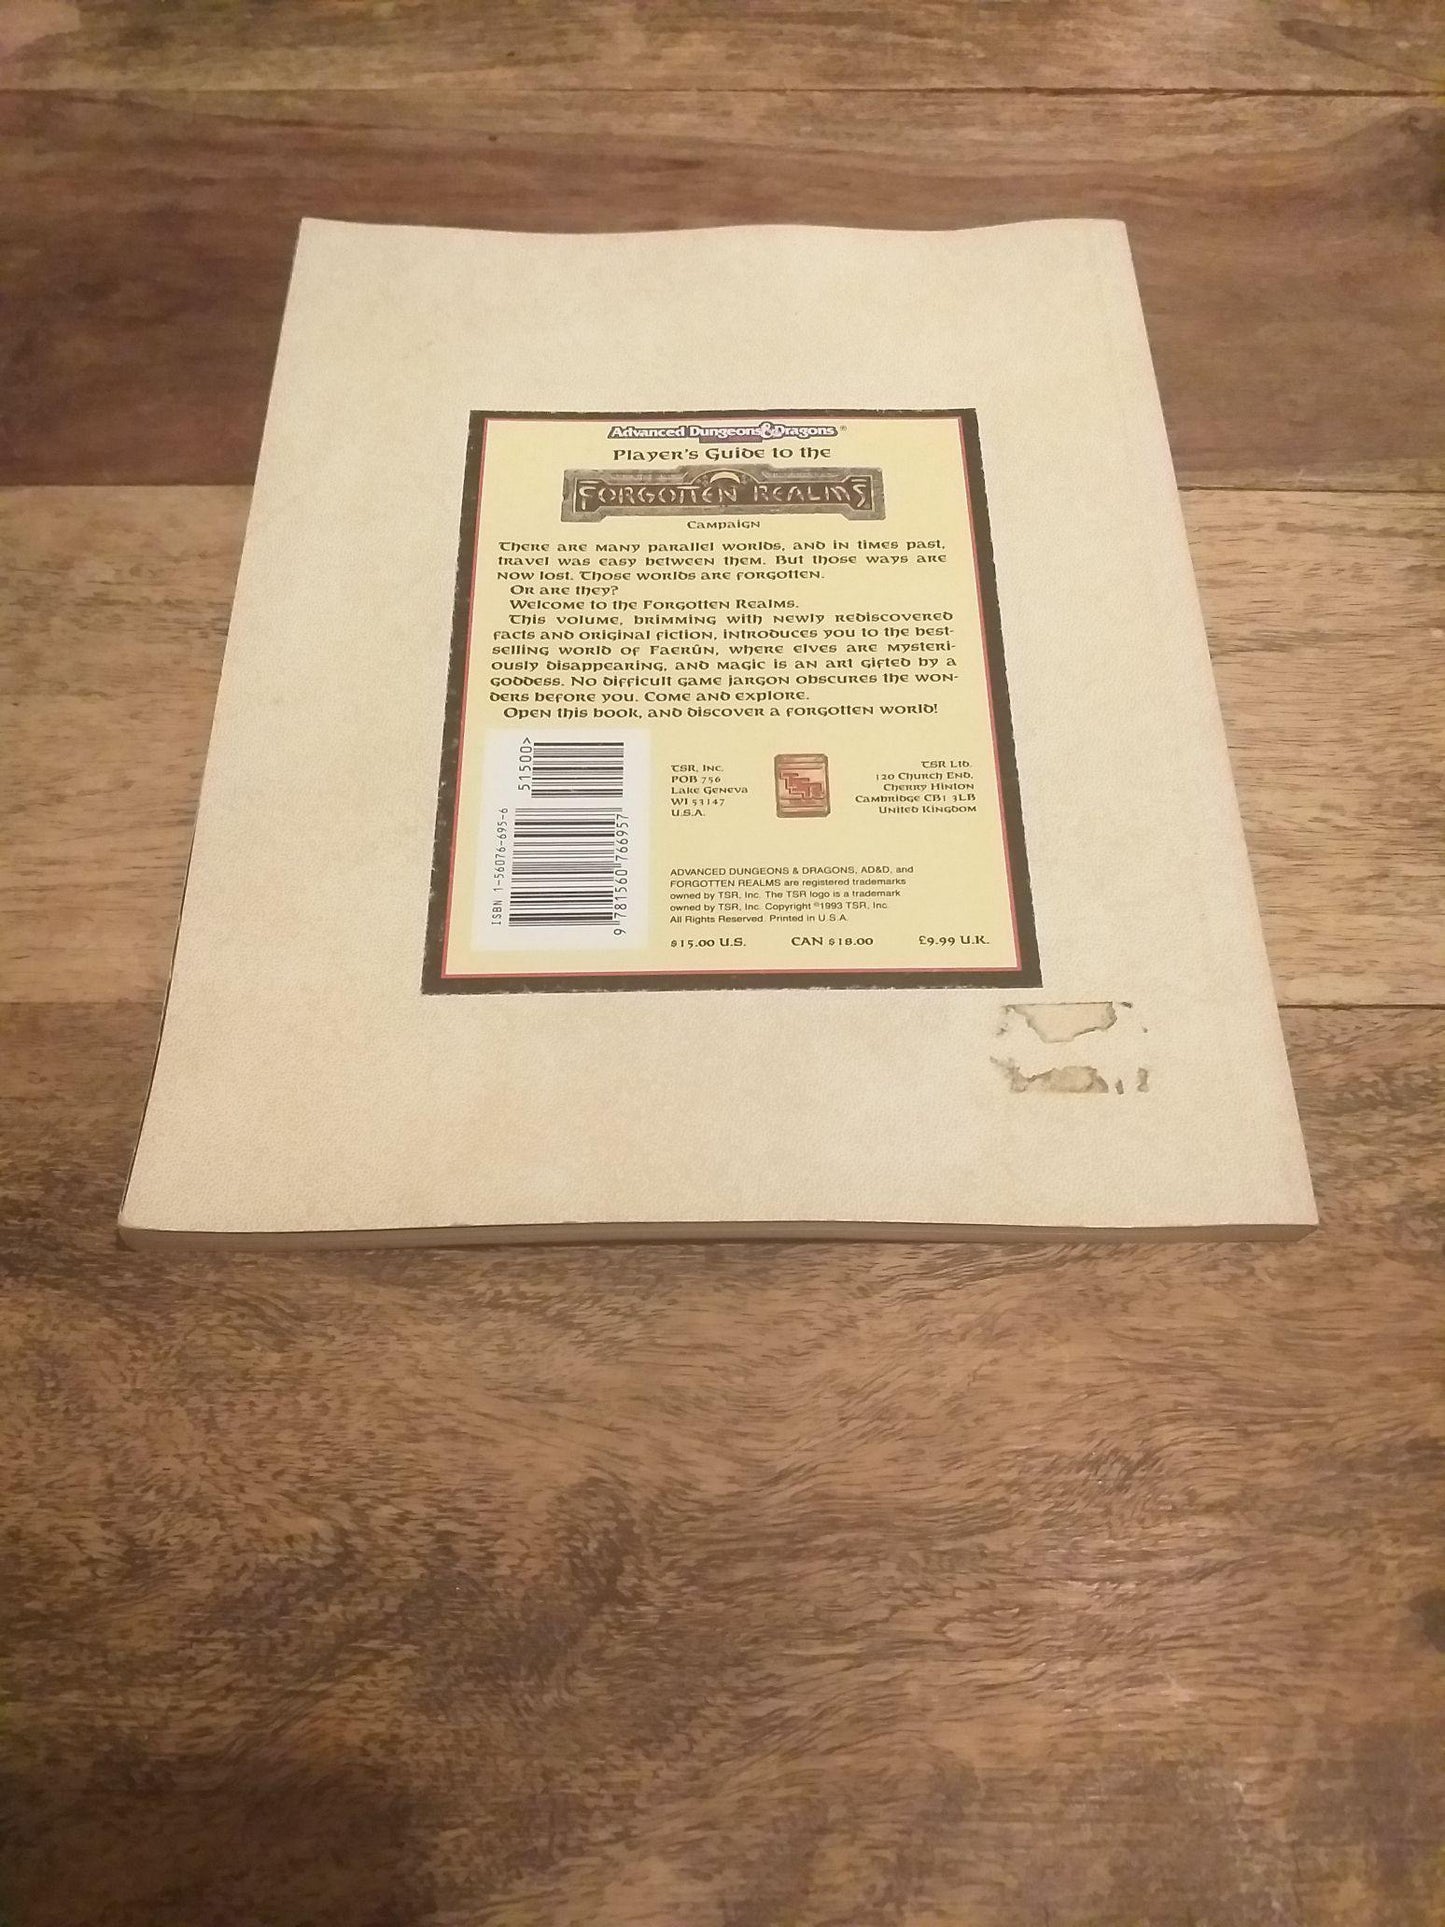 Advanced Dungeons & Dragons®
Player's Guide to the
FORGOTTEN REALMS
Campaign
There are many parallel worlds, and in times past,
travel was easy between them. But those ways are
now lost. Those worlds are forgotten.
Or are they?
Welcome to the Forgotten Realms.
This volume, brimming with newly rediscovered
facts and original fiction, introduces you to the best-
selling world of Faerûn, where elves are mysteri-
ously disappearing, and magic is an art gifted by a
goddess. No difficult game jargon obscures the won-
ders before you. Come and explore.
Open this book, and discover a forgotten world!
51500>
ISBN 1-56076-695-6
9 781560 766957
TSR, Inc.
POB 756
Lake Geneva
WI 53147
U.S.A.
TSR
TSR Ltd.
120 Church End,
Cherry Hinton
Cambridge CB1 3LB
United Kingdom
ADVANCED DUNGEONS & DRAGONS, AD&D, and
FORGOTTEN REALMS are registered trademarks
owned by TSR, Inc. The TSR logo is a trademark
owned by TSR, Inc. Copyright ©1993 TSR, Inc.
All Rights Reserved. Printed in U.S.A.
$15.00 U.S. CAN $18.00 £9.99 U.K.